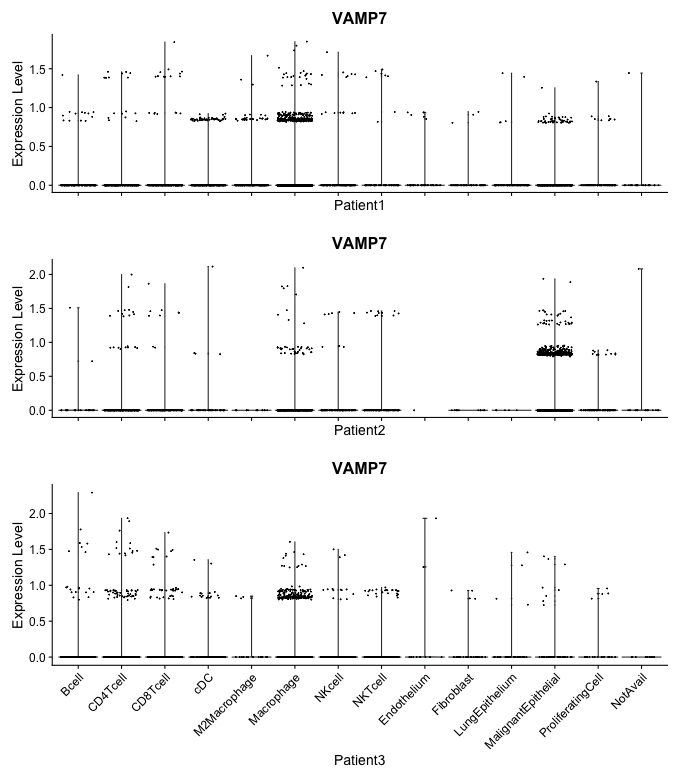 VAMP7
Expression Level
1.5
1.0
0.5
0.0
Patient1
VAMP7
Expression Level
2.0
1.5
1.0
0.5
0.0
Patient2
VAMP7
Expression Level
2.0
1.5
1.0
0.5
0.0
Bcell
CD4Tcell
CD8Tcell
cDC
M2Macrophage
Macrophage
NKcell
NKTcell
Endothelium
Fibroblast
LungEpithelium
MalignantEpithelial
ProliferatingCell
NotAvail
Patient3